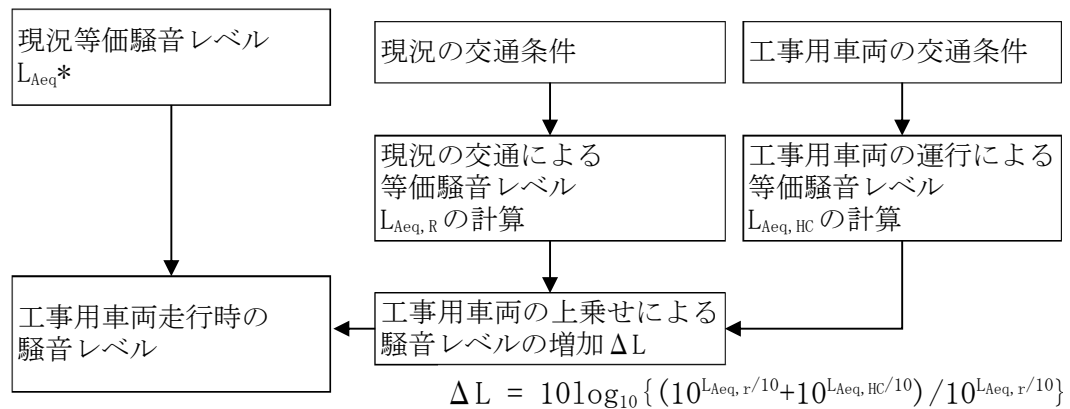 現況等価騒音レベル
LAeq*
現況の交通条件
工事用車両の交通条件
現況の交通による
等価騒音レベル
LAeq,Rの計算
工事用車両の運行による
等価騒音レベル
LAeq,HCの計算
工事用車両走行時の
騒音レベル
工事用車両の上乗せによる
騒音レベルの増加ΔL
ΔL = 10log10{(10^LAeq,r/10+10^LAeq,HC/10)/10^LAeq,r/10}